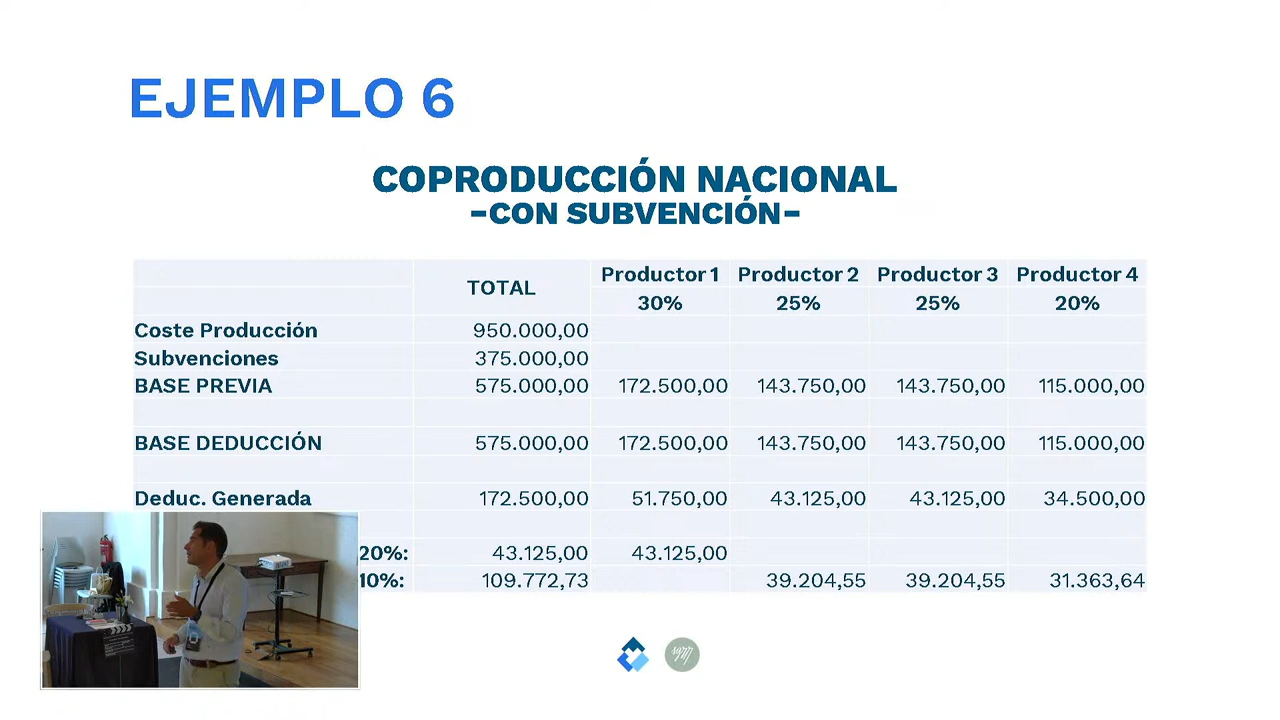 EJEMPLO 6
COPRODUCCIÓN NACIONAL
-CON SUBVENCIÓN-
TOTAL Productor 1 Productor 2 Productor 3 Productor 4
30% 25% 25% 20%
Coste Producción 950.000,00
Subvenciones 375.000,00
BASE PREVIA 575.000,00 172.500,00 143.750,00 143.750,00 115.000,00
BASE DEDUCCIÓN 575.000,00 172.500,00 143.750,00 143.750,00 115.000,00
Deduc. Generada 172.500,00 51.750,00 43.125,00 43.125,00 34.500,00
20%: 43.125,00 43.125,00
10%: 109.772,73 39.204,55 39.204,55 31.363,64